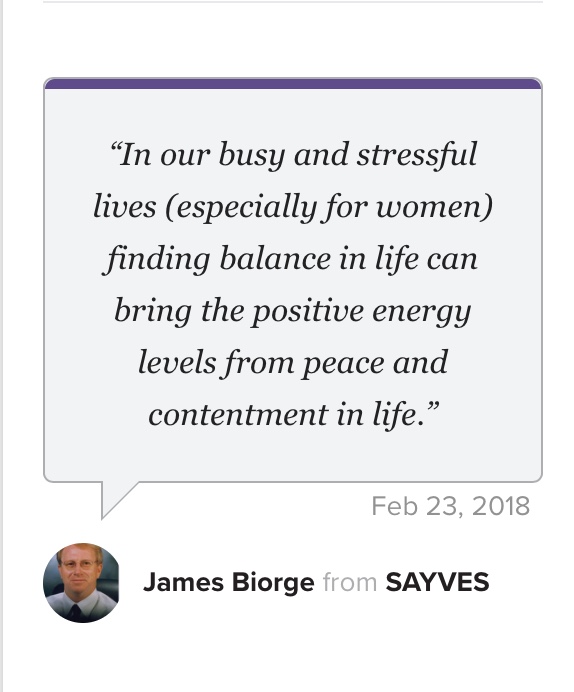 “In our busy and stressful
lives (especially for women)
finding balance in life can
bring the positive energy
levels from peace and
contentment in life.”
Feb 23, 2018
James Biorge from SAYVES